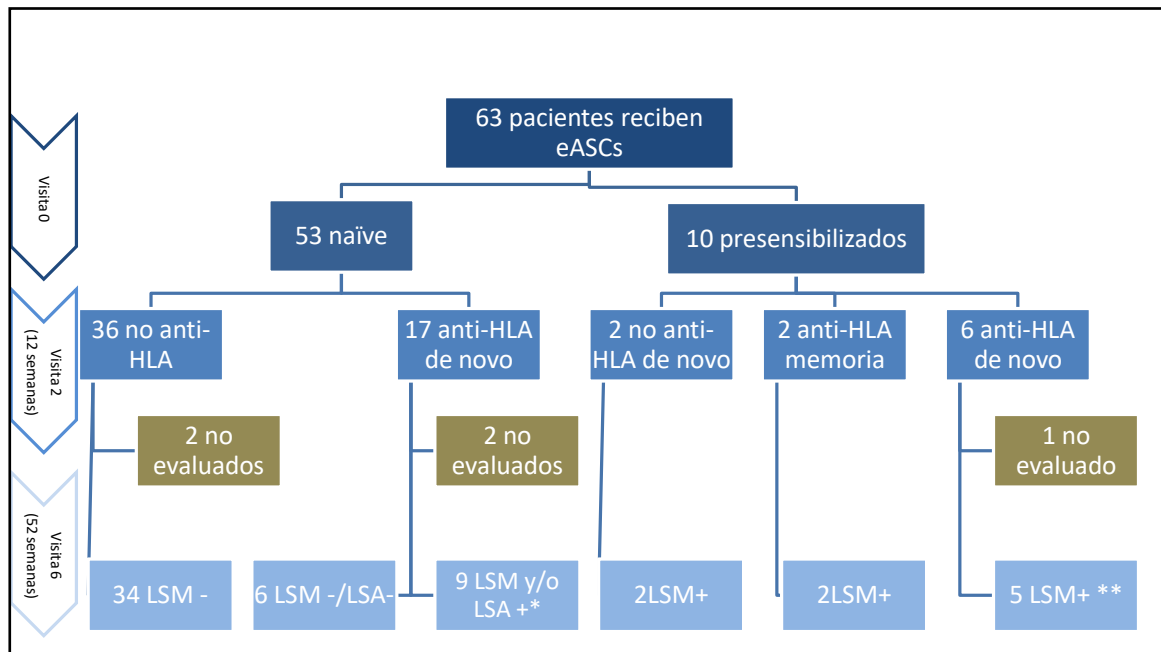 63 pacientes reciben
eASCs
Visita 0
53 naïve
10 presensibilizados
Visita 2
(12 semanas)
36 no anti-
HLA
17 anti-HLA
de novo
2 no anti-
HLA de novo
2 anti-HLA
memoria
6 anti-HLA
de novo
2 no
evaluados
2 no
evaluados
1 no
evaluado
Visita 6
(52 semanas)
34 LSM -
6 LSM -/LSA-
9 LSM y/o
LSA +*
2LSM+
2LSM+
5 LSM+ **